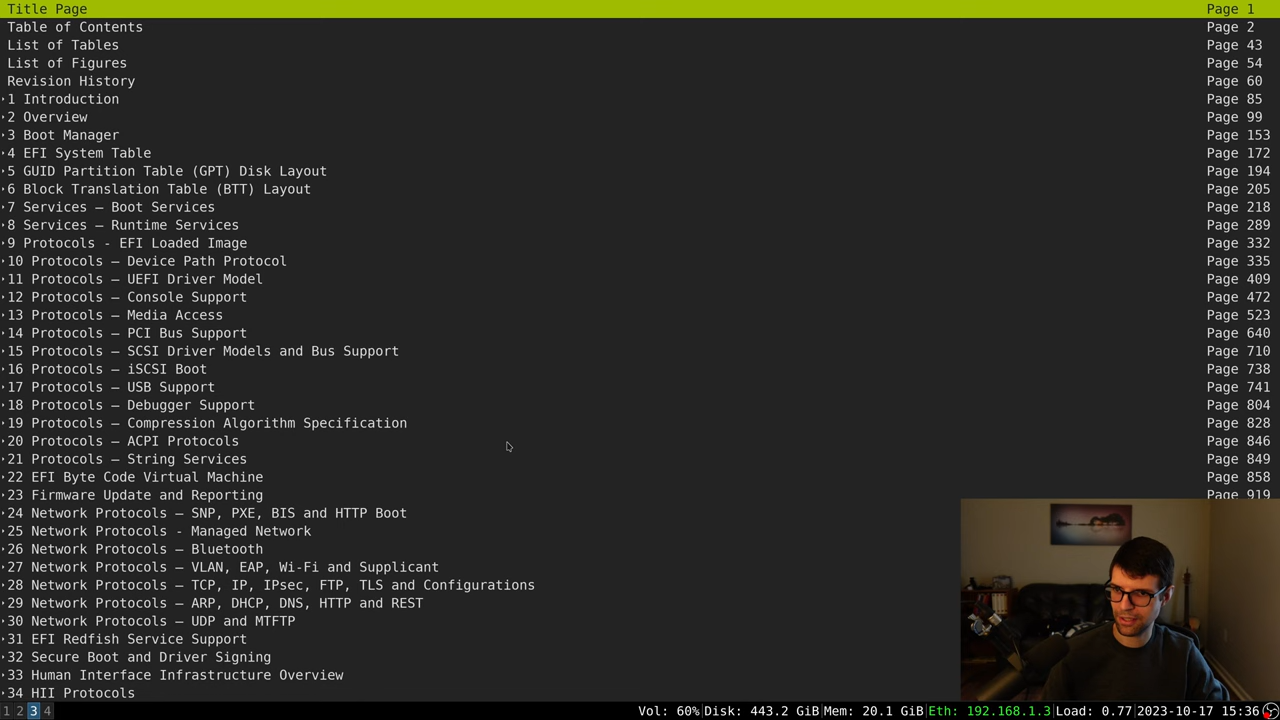 Title Page Page 1
Table of Contents Page 2
List of Tables Page 43
List of Figures Page 54
Revision History Page 60
1 Introduction Page 85
2 Overview Page 99
3 Boot Manager Page 153
4 EFI System Table Page 172
5 GUID Partition Table (GPT) Disk Layout Page 194
6 Block Translation Table (BTT) Layout Page 205
7 Services — Boot Services Page 218
8 Services — Runtime Services Page 289
9 Protocols - EFI Loaded Image Page 332
10 Protocols — Device Path Protocol Page 335
11 Protocols — UEFI Driver Model Page 409
12 Protocols — Console Support Page 472
13 Protocols — Media Access Page 523
14 Protocols — PCI Bus Support Page 640
15 Protocols — SCSI Driver Models and Bus Support Page 710
16 Protocols — iSCSI Boot Page 738
17 Protocols — USB Support Page 741
18 Protocols — Debugger Support Page 804
19 Protocols — Compression Algorithm Specification Page 828
20 Protocols — ACPI Protocols Page 846
21 Protocols — String Services Page 849
22 EFI Byte Code Virtual Machine Page 858
23 Firmware Update and Reporting Page 919
24 Network Protocols — SNP, PXE, BIS and HTTP Boot
25 Network Protocols - Managed Network
26 Network Protocols — Bluetooth
27 Network Protocols — VLAN, EAP, Wi-Fi and Supplicant
28 Network Protocols — TCP, IP, IPsec, FTP, TLS and Configurations
29 Network Protocols — ARP, DHCP, DNS, HTTP and REST
30 Network Protocols — UDP and MTFTP
31 EFI Redfish Service Support
32 Secure Boot and Driver Signing
33 Human Interface Infrastructure Overview
34 HII Protocols
1 2 3 4 Vol: 60%|Disk: 443.2 GiB|Mem: 20.1 GiB|Eth: 192.168.1.3|Load: 0.77|2023-10-17 15:36